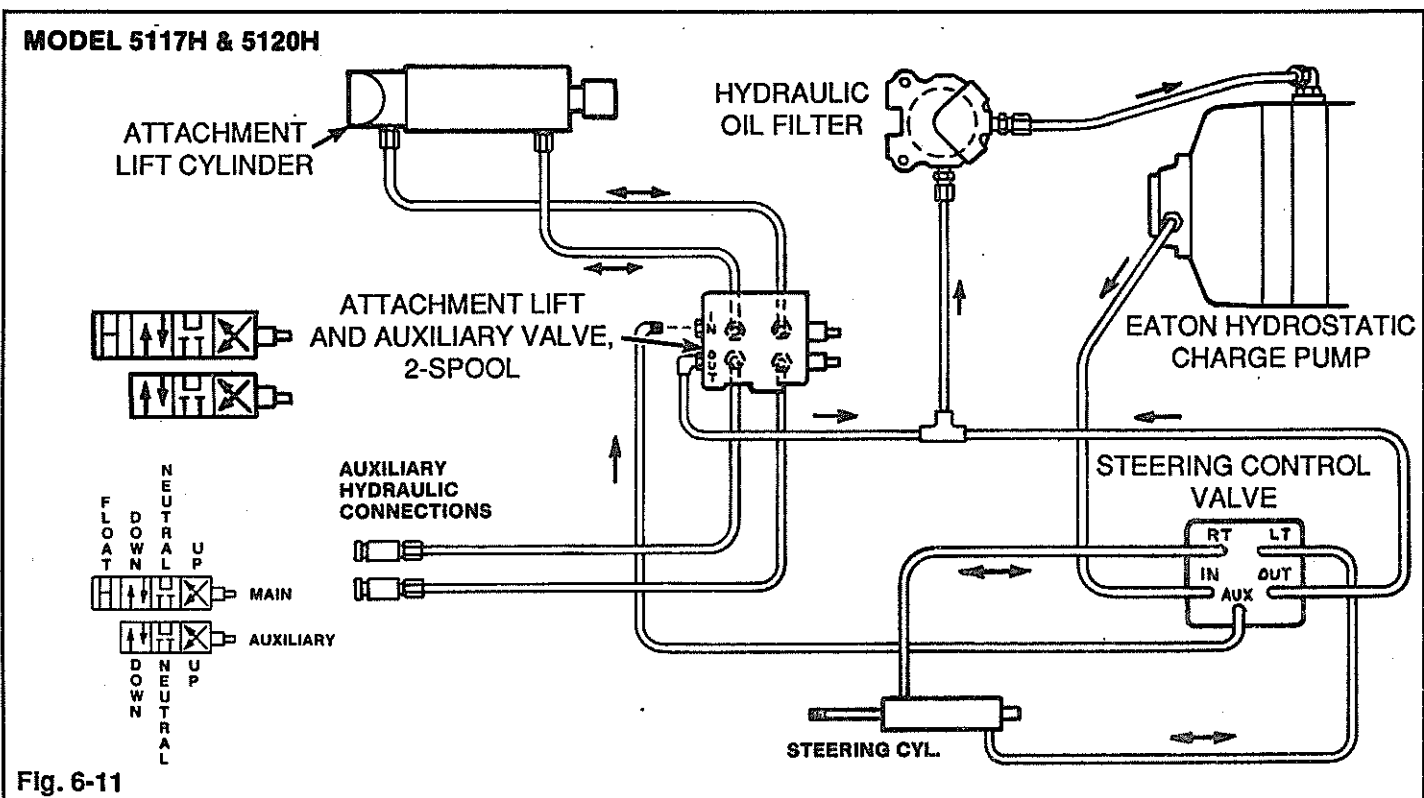 MODEL 5117H & 5120H
ATTACHMENT
LIFT CYLINDER
HYDRAULIC
OIL FILTER
EATON HYDROSTATIC
CHARGE PUMP
ATTACHMENT LIFT
AND AUXILIARY VALVE,
2-SPOOL
IN
OUT
AUXILIARY
HYDRAULIC
CONNECTIONS
STEERING CONTROL
VALVE
RT LT
IN OUT
AUX
FLOAT
DOWN
NEUTRAL
UP
MAIN
AUXILIARY
DOWN
NEUTRAL
UP
STEERING CYL.
Fig. 6-11